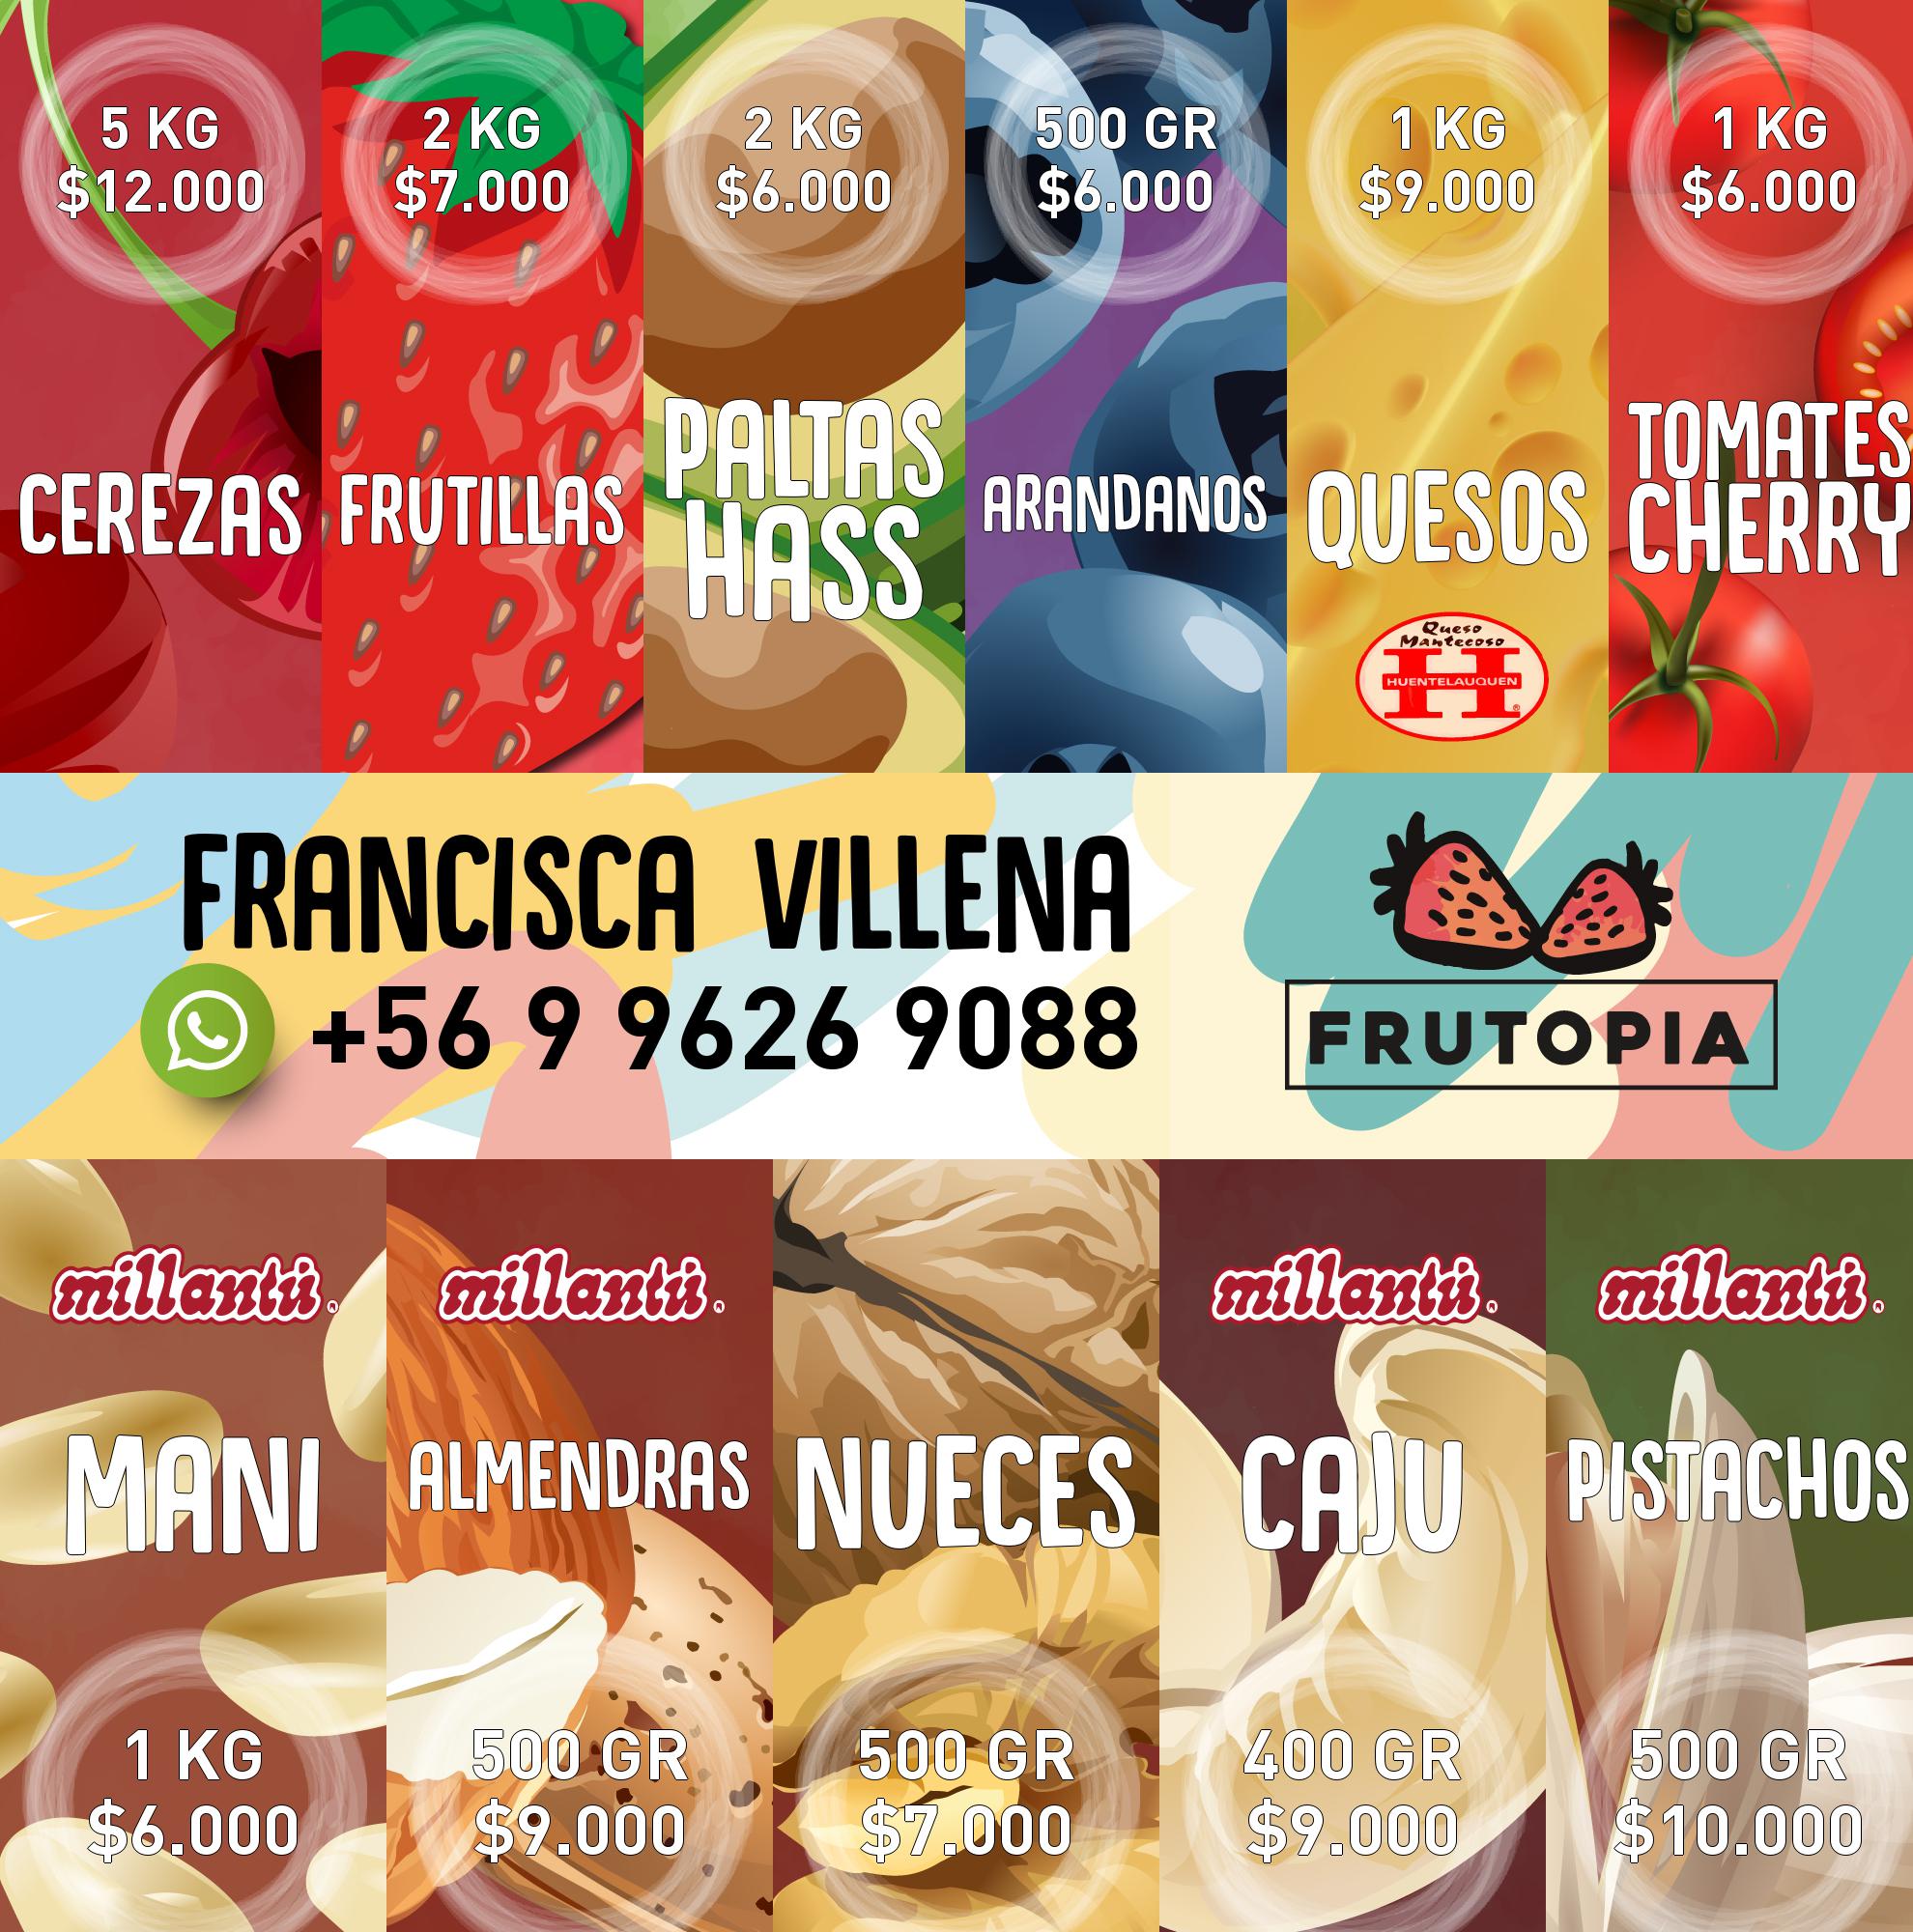 5 KG
$12.000
CEREZAS
2 KG
$7.000
FRUTILLAS
2 KG
$6.000
PALTAS
HASS
500 GR
$6.000
ARANDANOS
1 KG
$9.000
QUESOS
Queso
Mantecoso
H
HUENTELAUQUEN
®
1 KG
$6.000
TOMATES
CHERRY
FRANCISCA VILLENA
+56 9 9626 9088
FRUTOPIA
millantú®
MANI
1 KG
$6.000
millantú®
ALMENDRAS
500 GR
$9.000
NUECES
500 GR
$7.000
millantú®
CAJU
400 GR
$9.000
millantú®
PISTACHOS
500 GR
$10.000